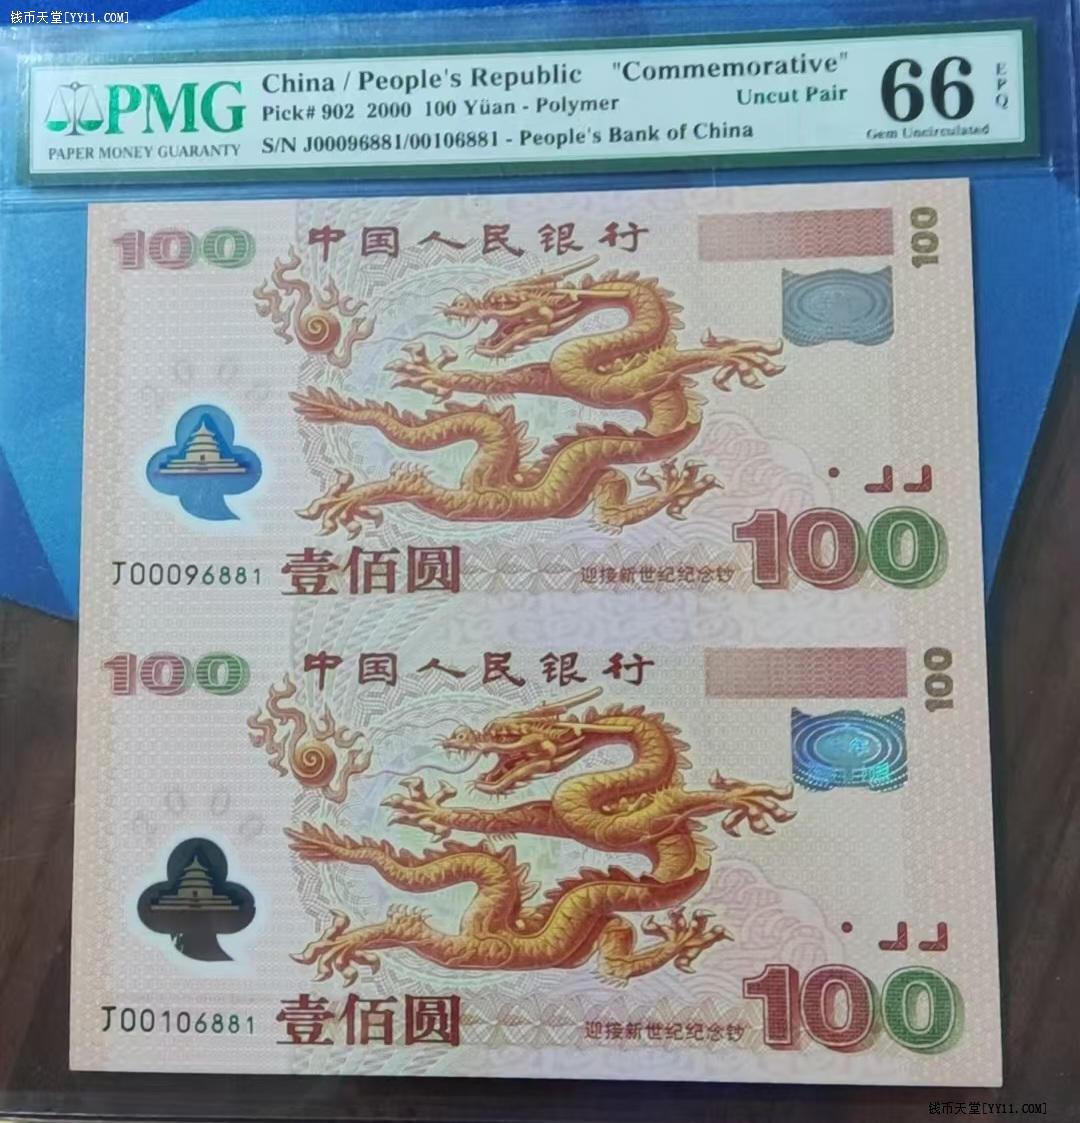 钱币天堂[YY11.COM]
PMG
PAPER MONEY GUARANTY
China / People's Republic "Commemorative"
Pick# 902 2000 100 Yüan - Polymer Uncut Pair
S/N J00096881/00106881 - People's Bank of China
66
EPQ
Gem Uncirculated
100 中国人民银行 100
J00096881 壹佰圆 迎接新世纪纪念钞 100
100 中国人民银行 100
J00106881 壹佰圆 迎接新世纪纪念钞 100
钱币天堂[YY11.COM]